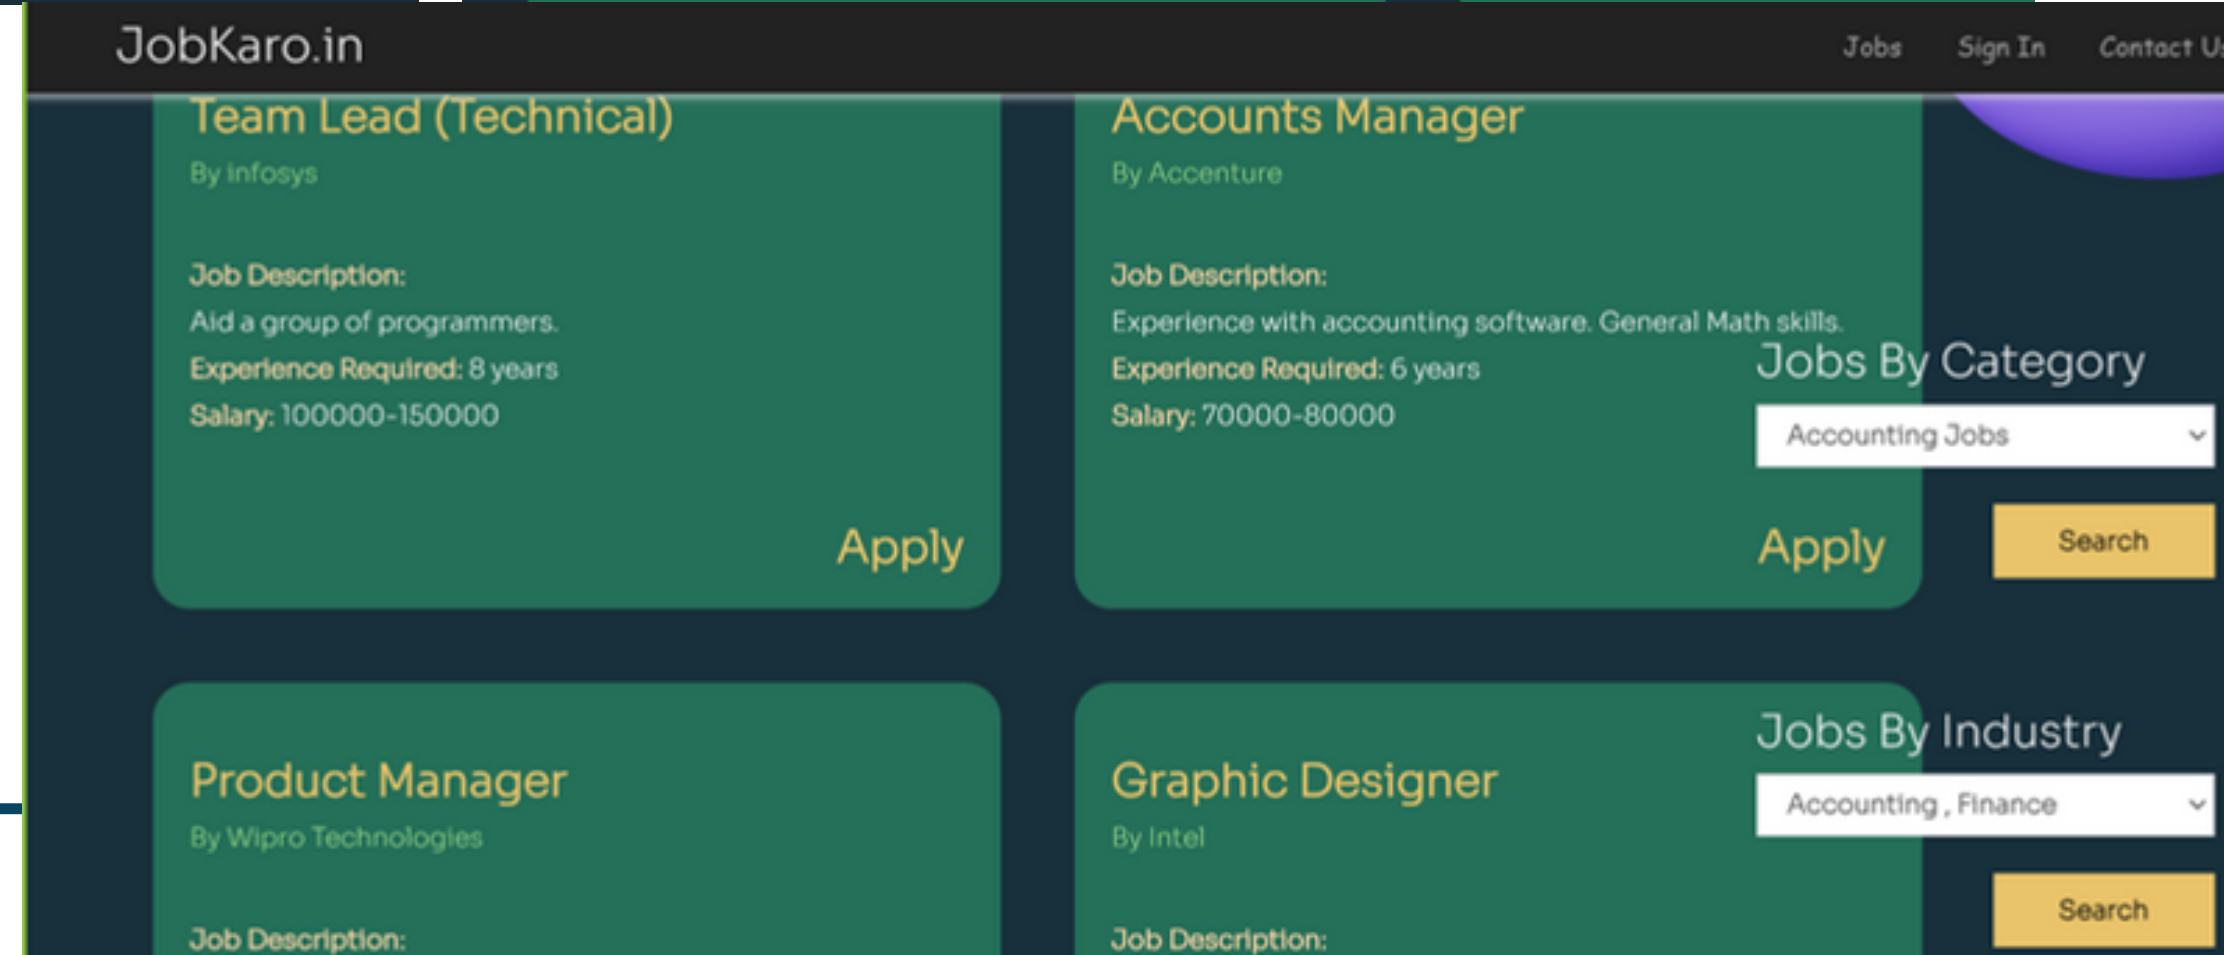 JobKaro.in
Jobs
Sign In
Contact Us
Team Lead (Technical)
By infosys
Job Description:
Aid a group of programmers.
Experience Required: 8 years
Salary: 100000-150000
Apply
Accounts Manager
By Accenture
Job Description:
Experience with accounting software. General Math skills.
Experience Required: 6 years
Salary: 70000-80000
Apply
Jobs By Category
Accounting Jobs
Search
Product Manager
By Wipro Technologies
Job Description:
Graphic Designer
By Intel
Job Description:
Jobs By Industry
Accounting , Finance
Search